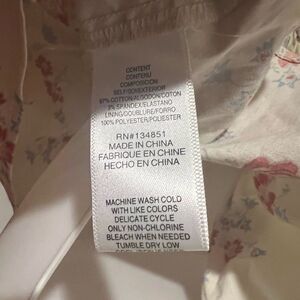 CONTENT
CONTENU
COMPOSICION
SELF/SOI/EXTERIOR
97% COTTON/ALGODON/COTON
3% SPANDEX/ELASTANO
LINING/DOUBLURE/FORRO
100% POLYESTER/POLYESTER
RN#134851
MADE IN CHINA
FABRIQUE EN CHINE
HECHO EN CHINA
MACHINE WASH COLD
WITH LIKE COLORS
DELICATE CYCLE
ONLY NON-CHLORINE
BLEACH WHEN NEEDED
TUMBLE DRY LOW